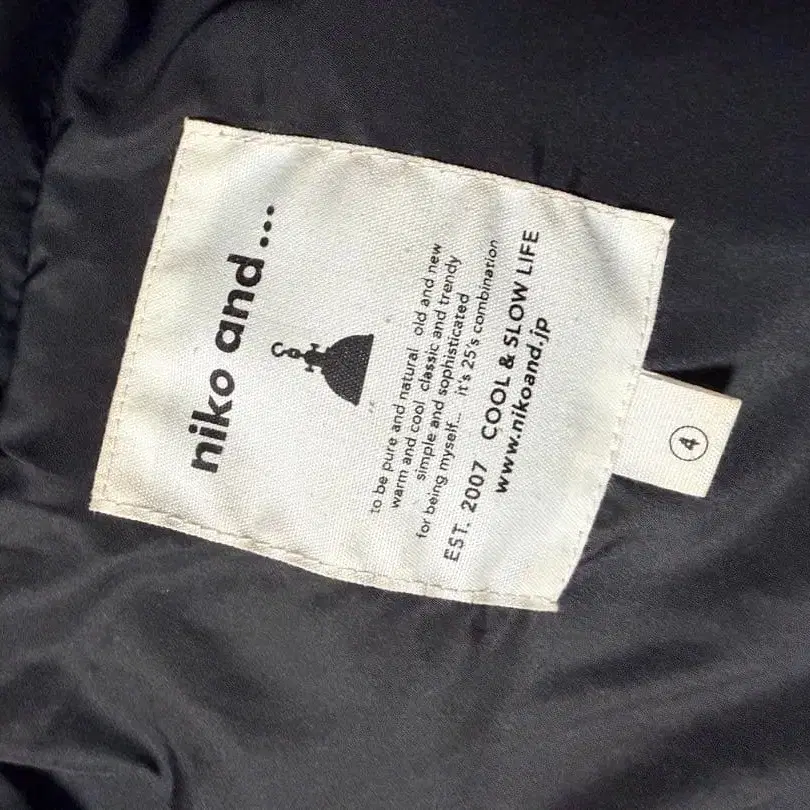 niko and...
to be pure and natural old and new
warm and cool classic and trendy
simple and sophisticated
for being myself... it's 25's combination
EST. 2007 COOL & SLOW LIFE
www.nikoand.jp
4